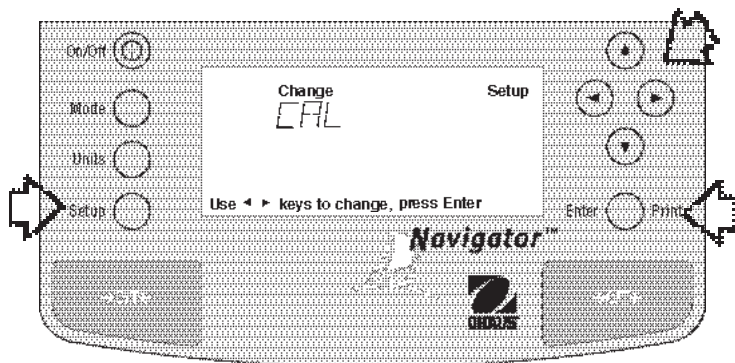 On/Off
Mode
Units
Setup
Change Setup
CAL
Use ◄ ► keys to change, press Enter
Enter Print
Navigator™
OHAUS